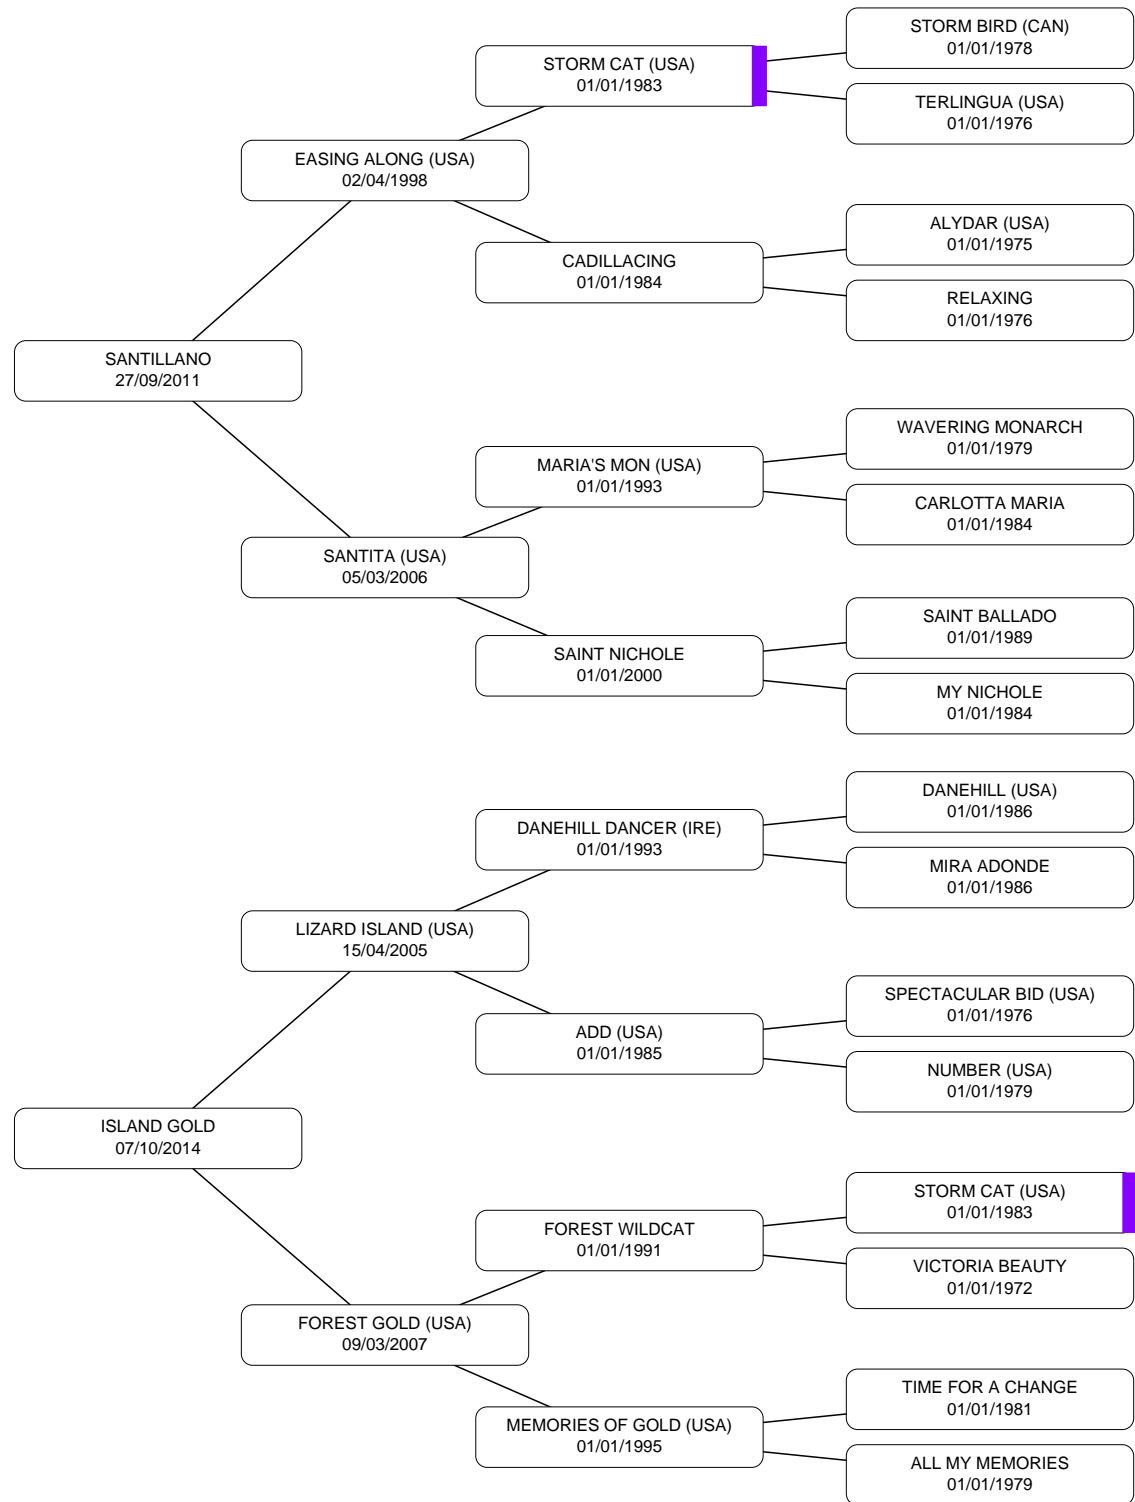 STORM BIRD (CAN)
01/01/1978
STORM CAT (USA)
01/01/1983
TERLINGUA (USA)
01/01/1976
EASING ALONG (USA)
02/04/1998
ALYDAR (USA)
01/01/1975
CADILLACING
01/01/1984
RELAXING
01/01/1976
SANTILLANO
27/09/2011
WAVERING MONARCH
01/01/1979
MARIA'S MON (USA)
01/01/1993
CARLOTTA MARIA
01/01/1984
SANTITA (USA)
05/03/2006
SAINT BALLADO
01/01/1989
SAINT NICHOLE
01/01/2000
MY NICHOLE
01/01/1984
DANEHILL (USA)
01/01/1986
DANEHILL DANCER (IRE)
01/01/1993
MIRA ADONDE
01/01/1986
LIZARD ISLAND (USA)
15/04/2005
SPECTACULAR BID (USA)
01/01/1976
ADD (USA)
01/01/1985
NUMBER (USA)
01/01/1979
ISLAND GOLD
07/10/2014
STORM CAT (USA)
01/01/1983
FOREST WILDCAT
01/01/1991
VICTORIA BEAUTY
01/01/1972
FOREST GOLD (USA)
09/03/2007
TIME FOR A CHANGE
01/01/1981
MEMORIES OF GOLD (USA)
01/01/1995
ALL MY MEMORIES
01/01/1979